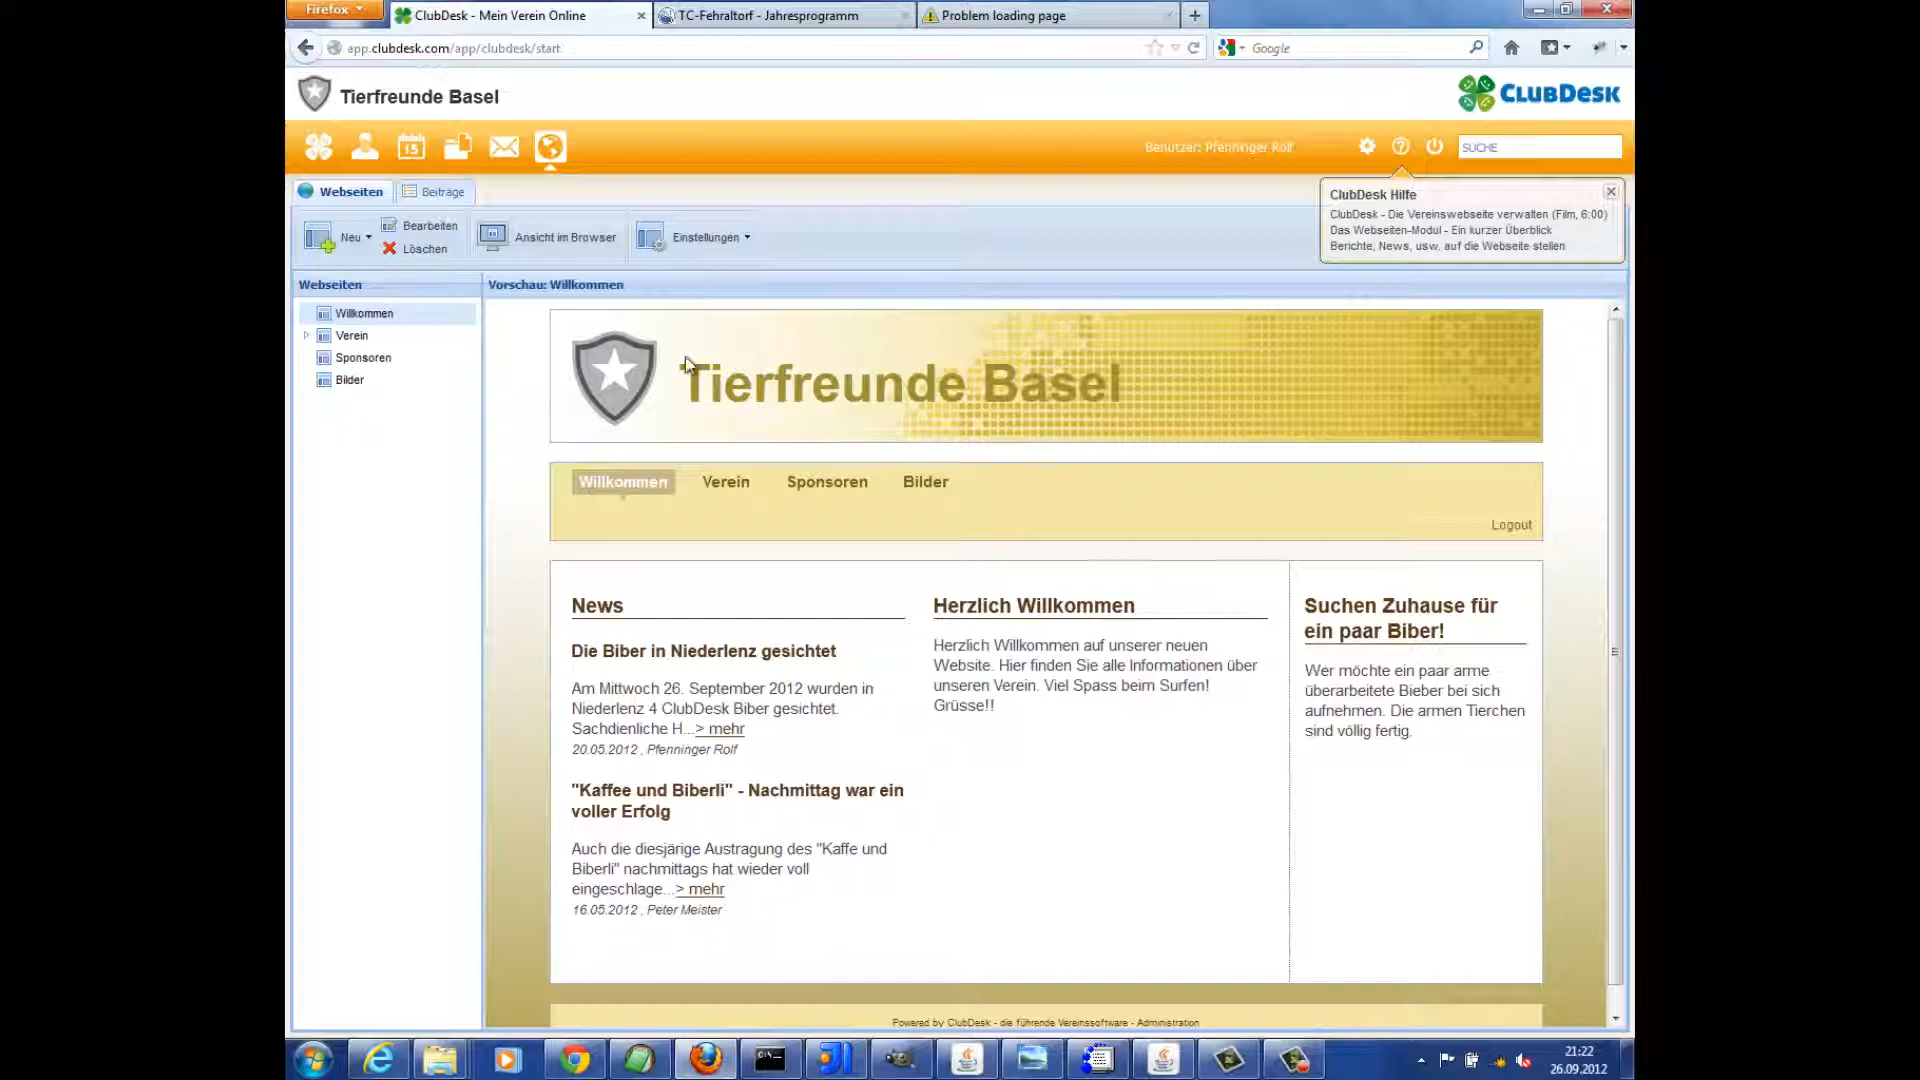 Firefox
ClubDesk - Mein Verein Online
TC-Fehraltorf - Jahresprogramm
Problem loading page
app.clubdesk.com/app/clubdesk/start
Google
Tierfreunde Basel
CLUBDESK
15
Benutzer: Pfenninger Rolf
SUCHE
Webseiten
Beiträge
ClubDesk Hilfe
ClubDesk - Die Vereinswebseite verwalten (Film, 6:00)
Das Webseiten-Modul - Ein kurzer Überblick
Berichte, News, usw. auf die Webseite stellen
Neu
Bearbeiten
Löschen
Ansicht im Browser
Einstellungen
Webseiten
Vorschau: Willkommen
Willkommen
Verein
Sponsoren
Bilder
Tierfreunde Basel
Willkommen
Verein
Sponsoren
Bilder
Logout
News
Die Biber in Niederlenz gesichtet
Am Mittwoch 26. September 2012 wurden in
Niederlenz 4 ClubDesk Biber gesichtet.
Sachdienliche H...> mehr
20.05.2012 , Pfenninger Rolf
"Kaffee und Biberli" - Nachmittag war ein
voller Erfolg
Auch die diesjärige Austragung des "Kaffe und
Biberli" nachmittags hat wieder voll
eingeschlage...> mehr
16.05.2012 , Peter Meister
Herzlich Willkommen
Herzlich Willkommen auf unserer neuen
Website. Hier finden Sie alle Informationen über
unseren Verein. Viel Spass beim Surfen!
Grüsse!!
Suchen Zuhause für
ein paar Biber!
Wer möchte ein paar arme
überarbeitete Bieber bei sich
aufnehmen. Die armen Tierchen
sind völlig fertig.
Powered by ClubDesk - die führende Vereinssoftware - Administration
21:22
26.09.2012